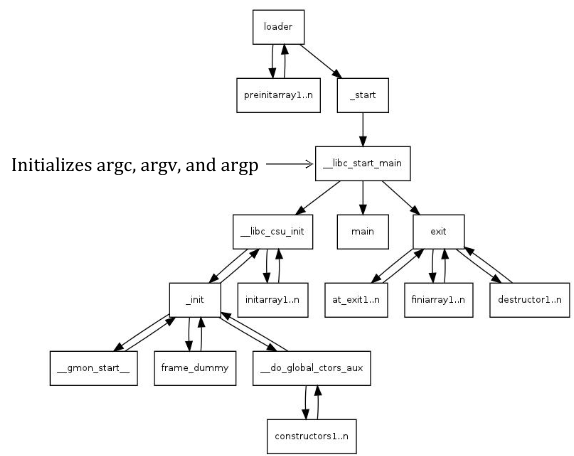 loader
preinitarray1..n
_start
Initializes argc, argv, and argp
__libc_start_main
__libc_csu_init
main
exit
_init
initarray1..n
at_exit1..n
finiarray1..n
destructor1..n
__gmon_start__
frame_dummy
__do_global_ctors_aux
constructors1..n